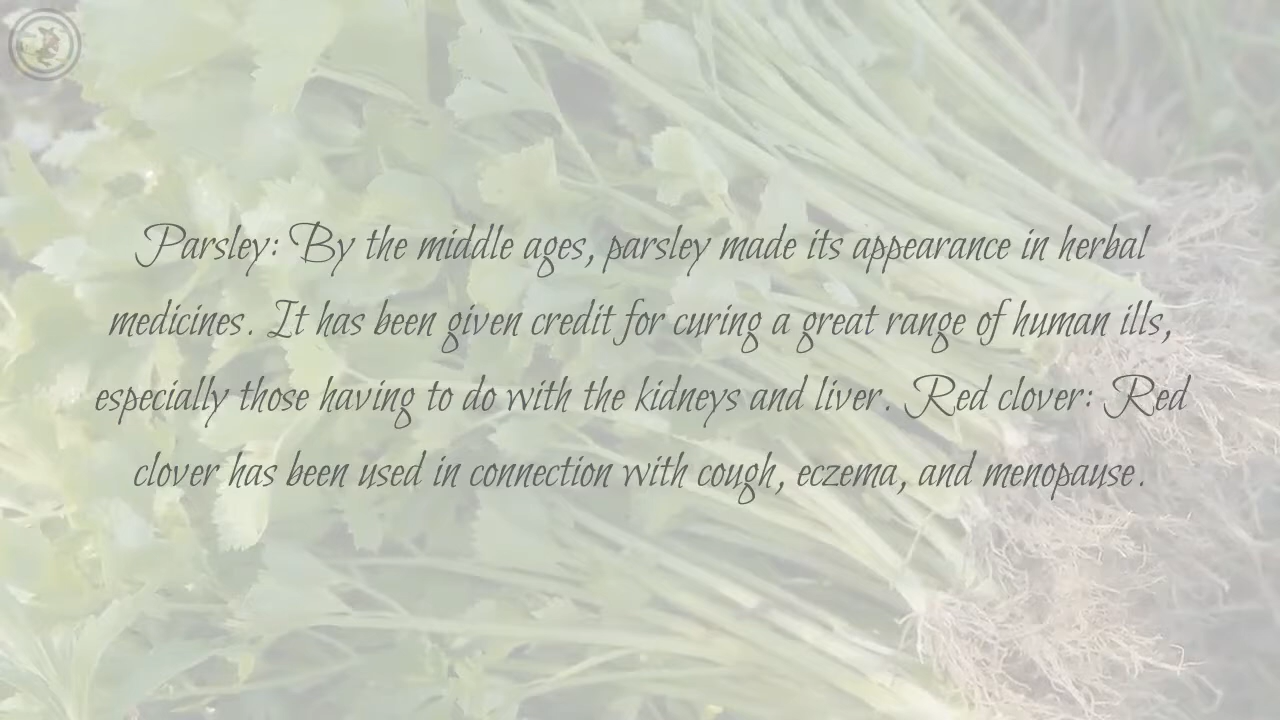 Parsley: By the middle ages, parsley made its appearance in herbal
medicines. It has been given credit for curing a great range of human ills,
especially those having to do with the kidneys and liver. Red clover: Red
clover has been used in connection with cough, eczema, and menopause.